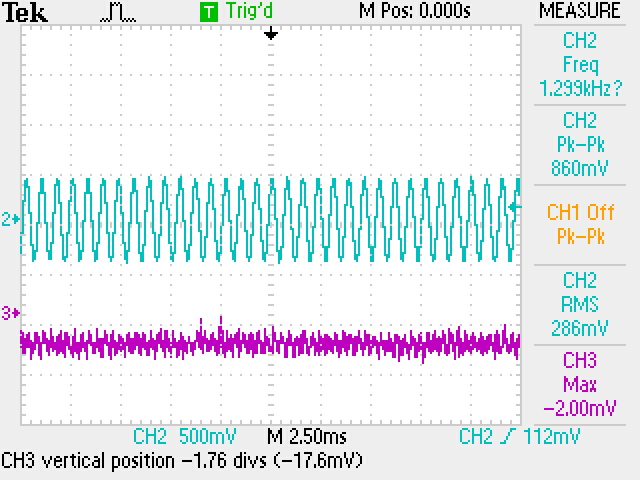 Tek T Trig'd M Pos: 0.000s MEASURE
CH2
Freq
1.299kHz?
CH2
Pk-Pk
860mV
CH1 Off
Pk-Pk
CH2
RMS
286mV
CH3
Max
-2.00mV
2
3
CH2 500mV M 2.50ms CH2 112mV
CH3 vertical position -1.76 divs (-17.6mV)